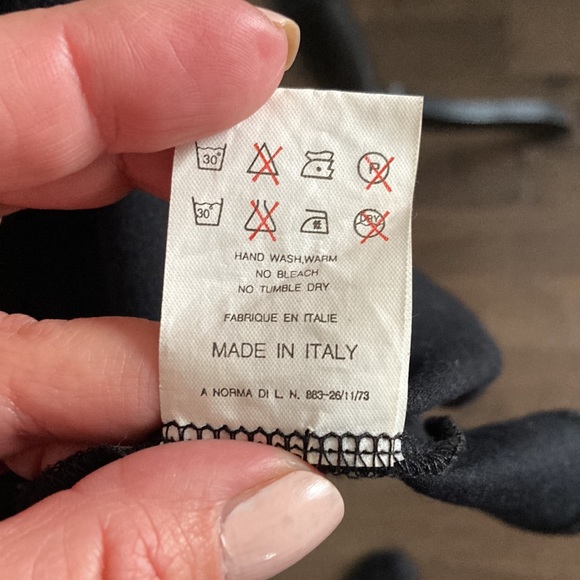 30°
P
30°
低
DRY
HAND WASH,WARM
NO BLEACH
NO TUMBLE DRY
FABRIQUE EN ITALIE
MADE IN ITALY
A NORMA DI L. N. 883-26/11/73